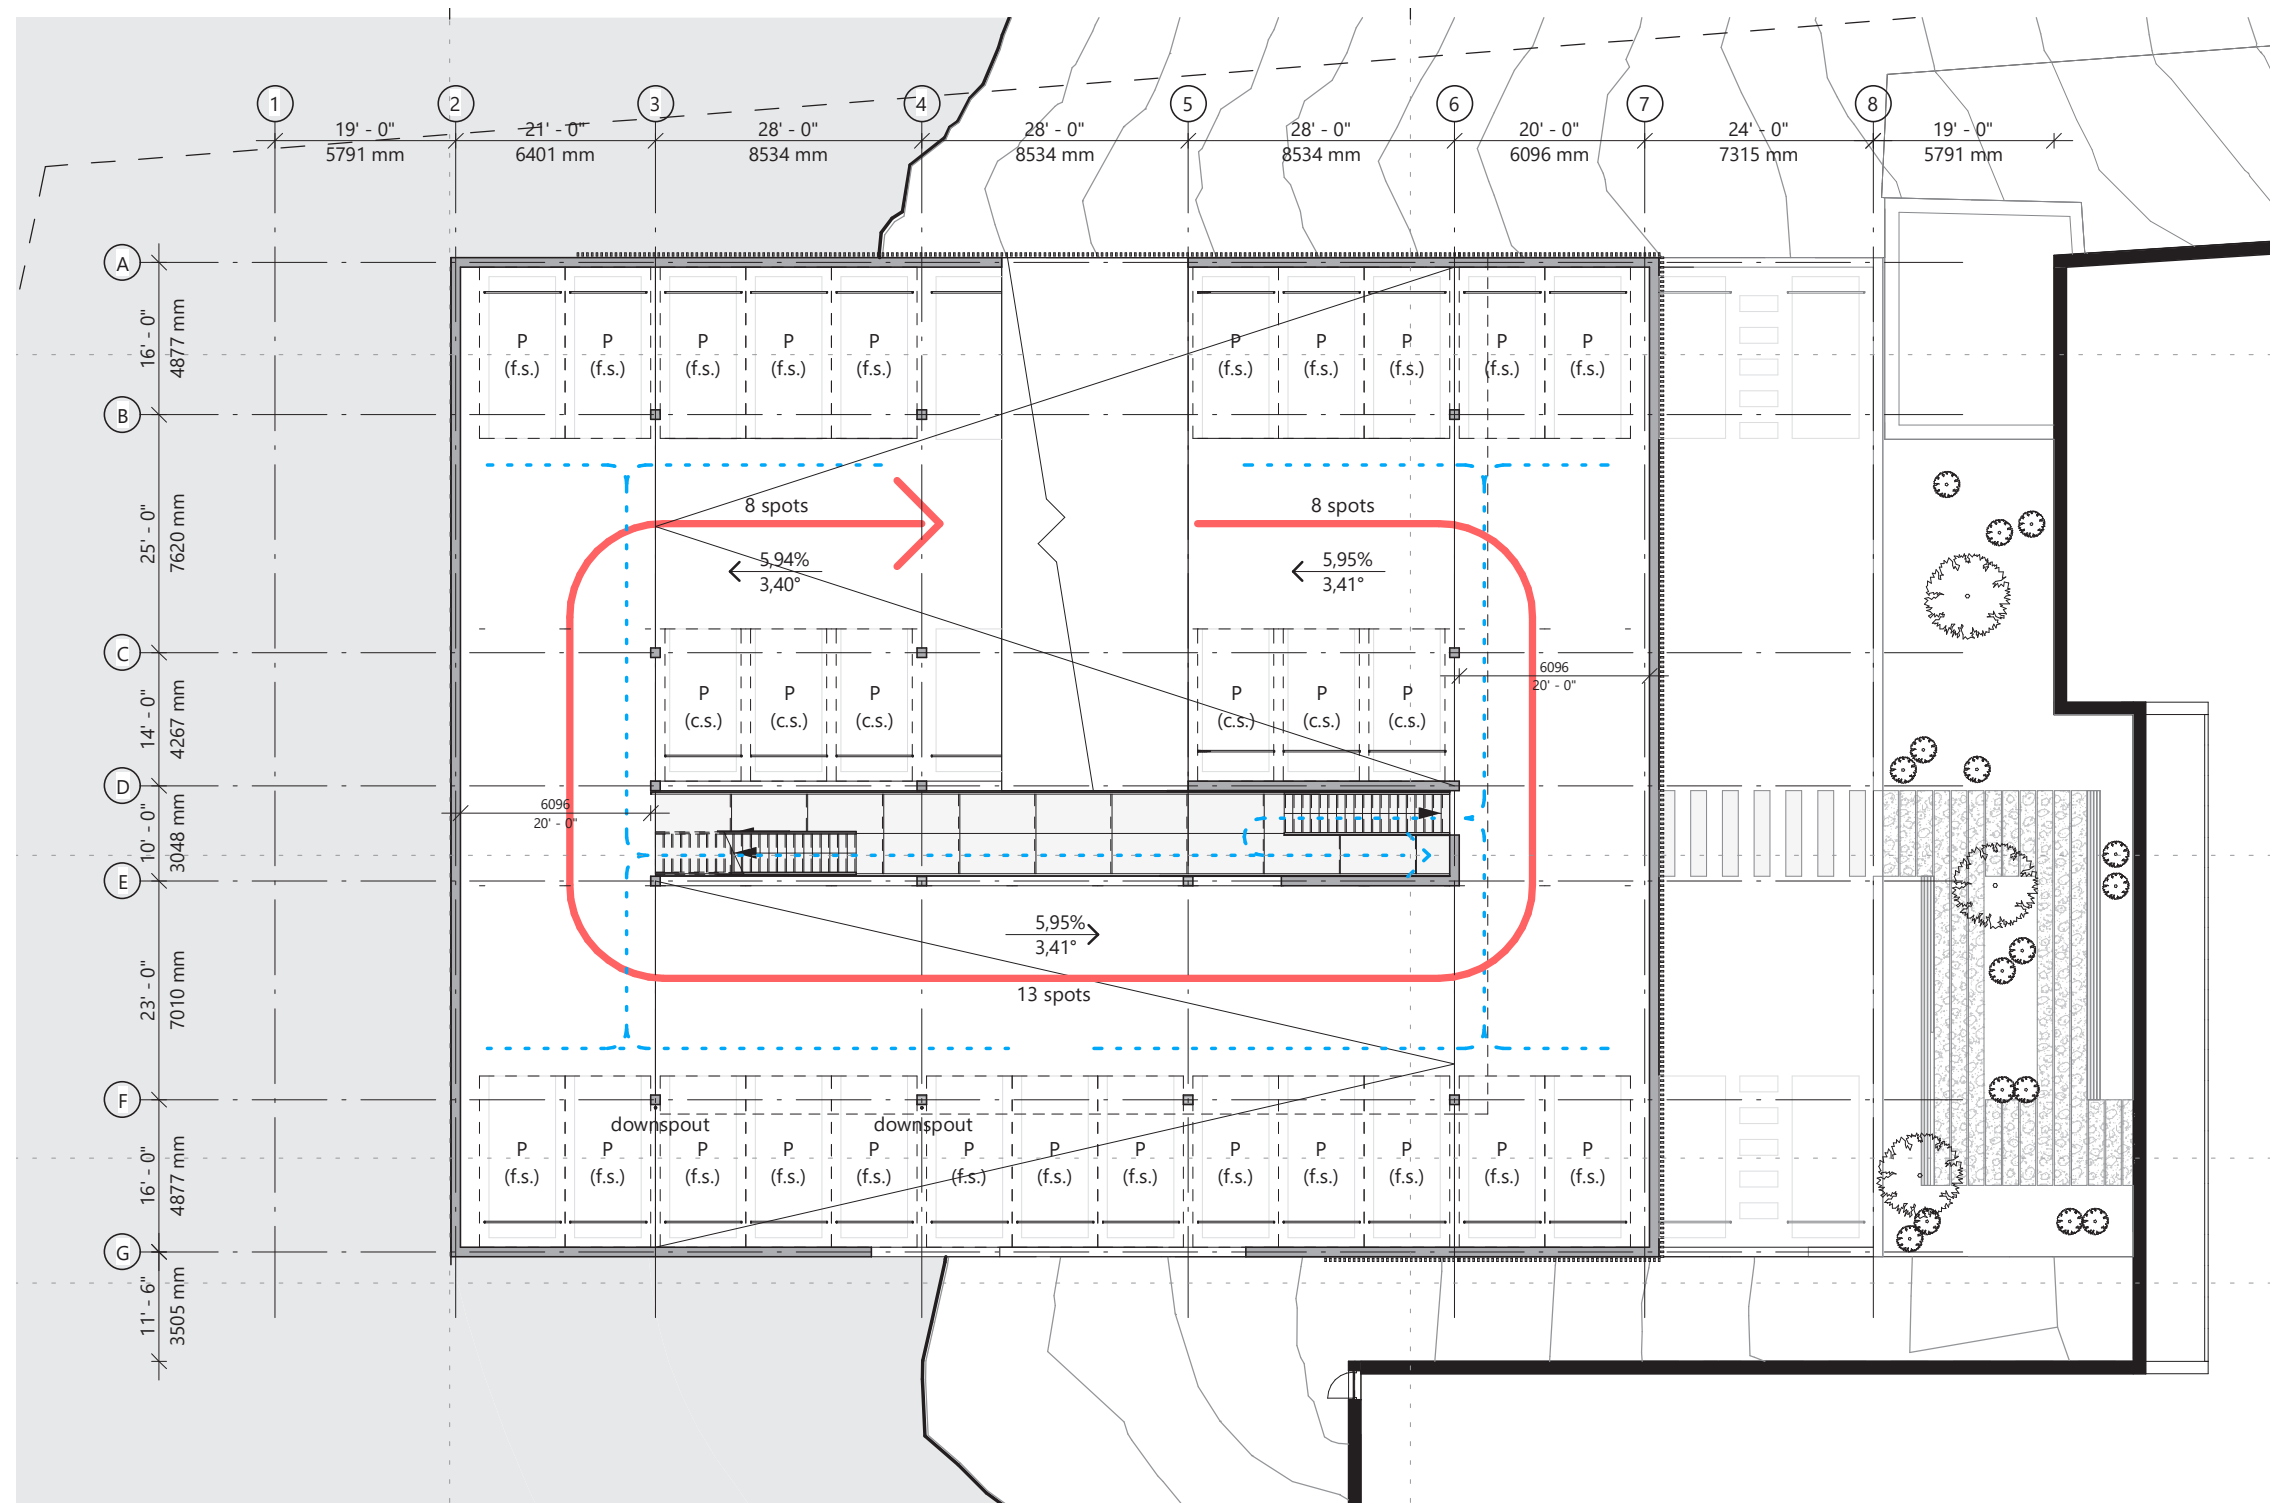 1 2 3 4 5 6 7 8
19' - 0" 21' - 0" 28' - 0" 28' - 0" 28' - 0" 20' - 0" 24' - 0" 19' - 0"
5791 mm 6401 mm 8534 mm 8534 mm 8534 mm 6096 mm 7315 mm 5791 mm
A
16' - 0"
4877 mm
P P P P P P P P P P
(f.s.) (f.s.) (f.s.) (f.s.) (f.s.) (f.s.) (f.s.) (f.s.) (f.s.) (f.s.)
B
25' - 0"
7620 mm
8 spots 8 spots
5,94% 5,95%
3,40° 3,41°
C
14' - 0"
4267 mm
6096
20' - 0"
P P P P P P
(c.s.) (c.s.) (c.s.) (c.s.) (c.s.) (c.s.)
D
10' - 0"
3048 mm
6096
20' - 0"
E
23' - 0"
7010 mm
5,95%
3,41°
13 spots
F
downspout downspout
16' - 0"
4877 mm
P P P P P P P P P P P P P
(f.s.) (f.s.) (f.s.) (f.s.) (f.s.) (f.s.) (f.s.) (f.s.) (f.s.) (f.s.) (f.s.) (f.s.) (f.s.)
G
11' - 6"
3505 mm